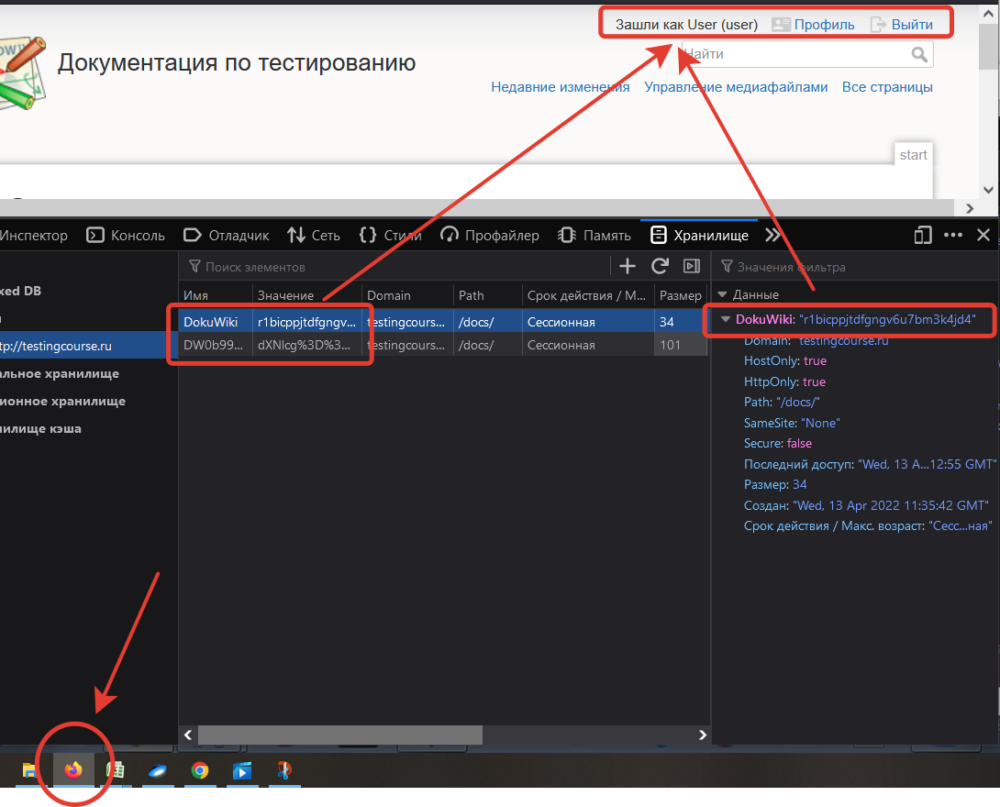 Зашли как User (user) Профиль Выйти
Документация по тестированию
Найти
Недавние изменения Управление медиафайлами Все страницы
start
Инспектор Консоль Отладчик Сеть Стили Профайлер Память Хранилище
Поиск элементов
Значения фильтра
xed DB
tp://testingcourse.ru
альное хранилище
ионное хранилище
нилище кэша
Имя Значение Domain Path Срок действия / М... Размер
DokuWiki r1bicppjtdfgngv... testingcours... /docs/ Сессионная 34
DW0b99... dXNlcg%3D%3... testingcours... /docs/ Сессионная 101
Данные
DokuWiki: "r1bicppjtdfgngv6u7bm3k4jd4"
Domain: "testingcourse.ru"
HostOnly: true
HttpOnly: true
Path: "/docs/"
SameSite: "None"
Secure: false
Последний доступ: "Wed, 13 A...12:55 GMT"
Размер: 34
Создан: "Wed, 13 Apr 2022 11:35:42 GMT"
Срок действия / Макс. возраст: "Сесс...ная"